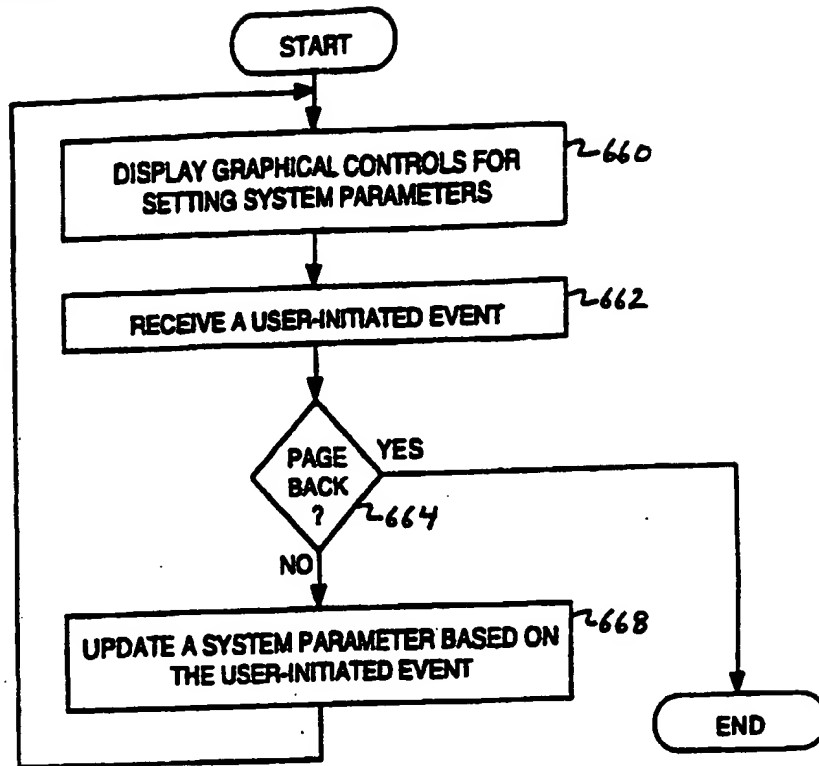 START
DISPLAY GRAPHICAL CONTROLS FOR
SETTING SYSTEM PARAMETERS
660
RECEIVE A USER-INITIATED EVENT
662
PAGE
BACK
?
YES
664
NO
UPDATE A SYSTEM PARAMETER BASED ON
THE USER-INITIATED EVENT
668
END